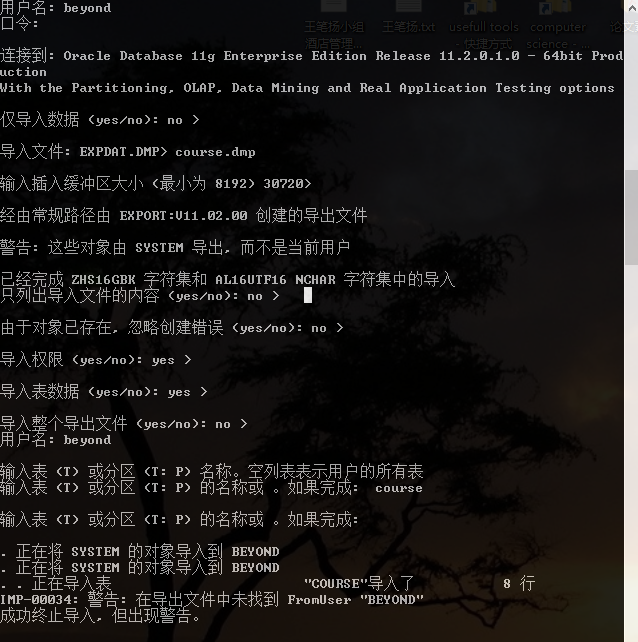 用户名: beyond
口令:
王笔扬小组
王笔扬.txt
usefull tools
computer
酒店管理...
- 快捷方式
science - ...
连接到: Oracle Database 11g Enterprise Edition Release 11.2.0.1.0 - 64bit Prod
uction
With the Partitioning, OLAP, Data Mining and Real Application Testing options
仅导入数据 (yes/no): no >
导入文件: EXPDAT.DMP> course.dmp
输入插入缓冲区大小 (最小为 8192) 30720>
经由常规路径由 EXPORT:V11.02.00 创建的导出文件
警告: 这些对象由 SYSTEM 导出, 而不是当前用户
已经完成 ZHS16GBK 字符集和 AL16UTF16 NCHAR 字符集中的导入
只列出导入文件的内容 (yes/no): no >
由于对象已存在, 忽略创建错误 (yes/no): no >
导入权限 (yes/no): yes >
导入表数据 (yes/no): yes >
导入整个导出文件 (yes/no): no >
用户名: beyond
输入表 (T) 或分区 (T: P) 名称。空列表表示用户的所有表
输入表 (T) 或分区 (T: P) 的名称或 。如果完成: course
输入表 (T) 或分区 (T: P) 的名称或 。如果完成:
. 正在将 SYSTEM 的对象导入到 BEYOND
. 正在将 SYSTEM 的对象导入到 BEYOND
. . 正在导入表 "COURSE"导入了 8 行
IMP-00034: 警告: 在导出文件中未找到 FromUser "BEYOND"
成功终止导入, 但出现警告。